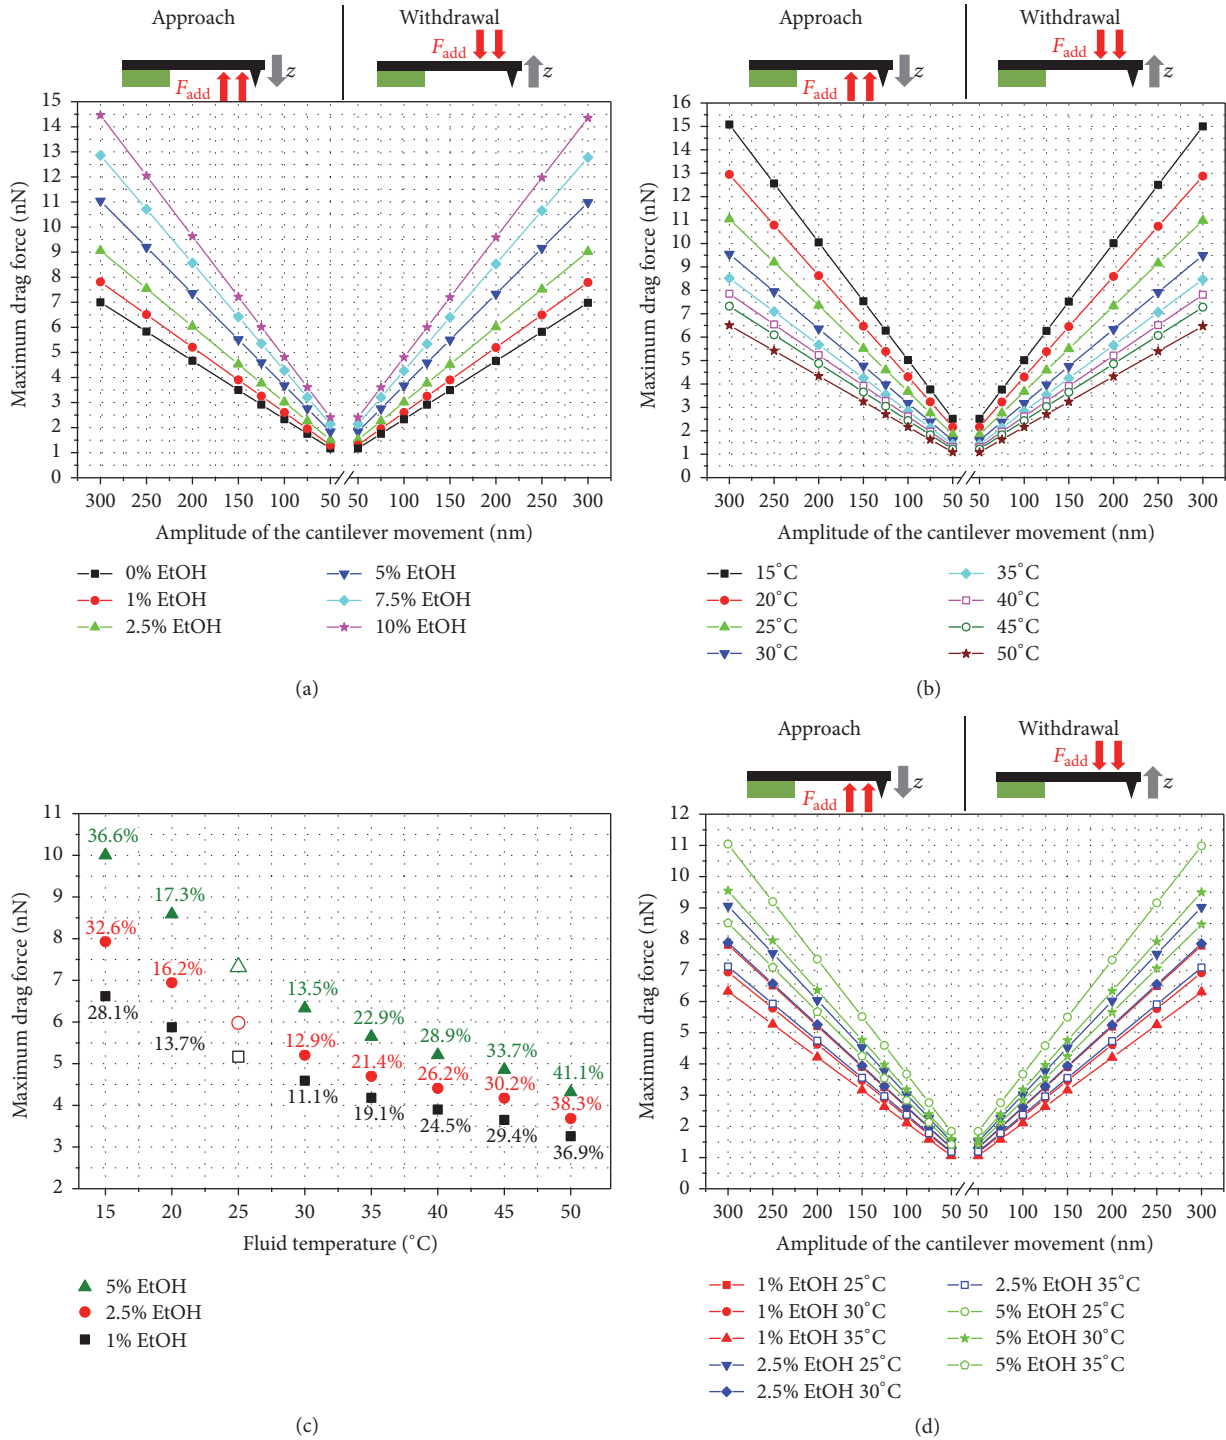 Approach
Withdrawal
F add
z
F add
z
Maximum drag force (nN)
15
14
13
12
11
10
9
8
7
6
5
4
3
2
1
0
300 250 200 150 100 50 50 100 150 200 250 300
Amplitude of the cantilever movement (nm)
0% EtOH
1% EtOH
2.5% EtOH
5% EtOH
7.5% EtOH
10% EtOH
(a)
Approach
Withdrawal
F add
z
F add
z
Maximum drag force (nN)
16
15
14
13
12
11
10
9
8
7
6
5
4
3
2
1
0
300 250 200 150 100 50 50 100 150 200 250 300
Amplitude of the cantilever movement (nm)
15°C
20°C
25°C
30°C
35°C
40°C
45°C
50°C
(b)
Maximum drag force (nN)
11
10
9
8
7
6
5
4
3
2
36.6%
17.3%
13.5%
22.9%
28.9%
33.7%
41.1%
32.6%
16.2%
12.9%
21.4%
26.2%
30.2%
38.3%
28.1%
13.7%
11.1%
19.1%
24.5%
29.4%
36.9%
15 20 25 30 35 40 45 50
Fluid temperature (°C)
5% EtOH
2.5% EtOH
1% EtOH
(c)
Approach
Withdrawal
F add
z
F add
z
Maximum drag force (nN)
12
11
10
9
8
7
6
5
4
3
2
1
0
300 250 200 150 100 50 50 100 150 200 250 300
Amplitude of the cantilever movement (nm)
1% EtOH 25°C
1% EtOH 30°C
1% EtOH 35°C
2.5% EtOH 25°C
2.5% EtOH 30°C
2.5% EtOH 35°C
5% EtOH 25°C
5% EtOH 30°C
5% EtOH 35°C
(d)